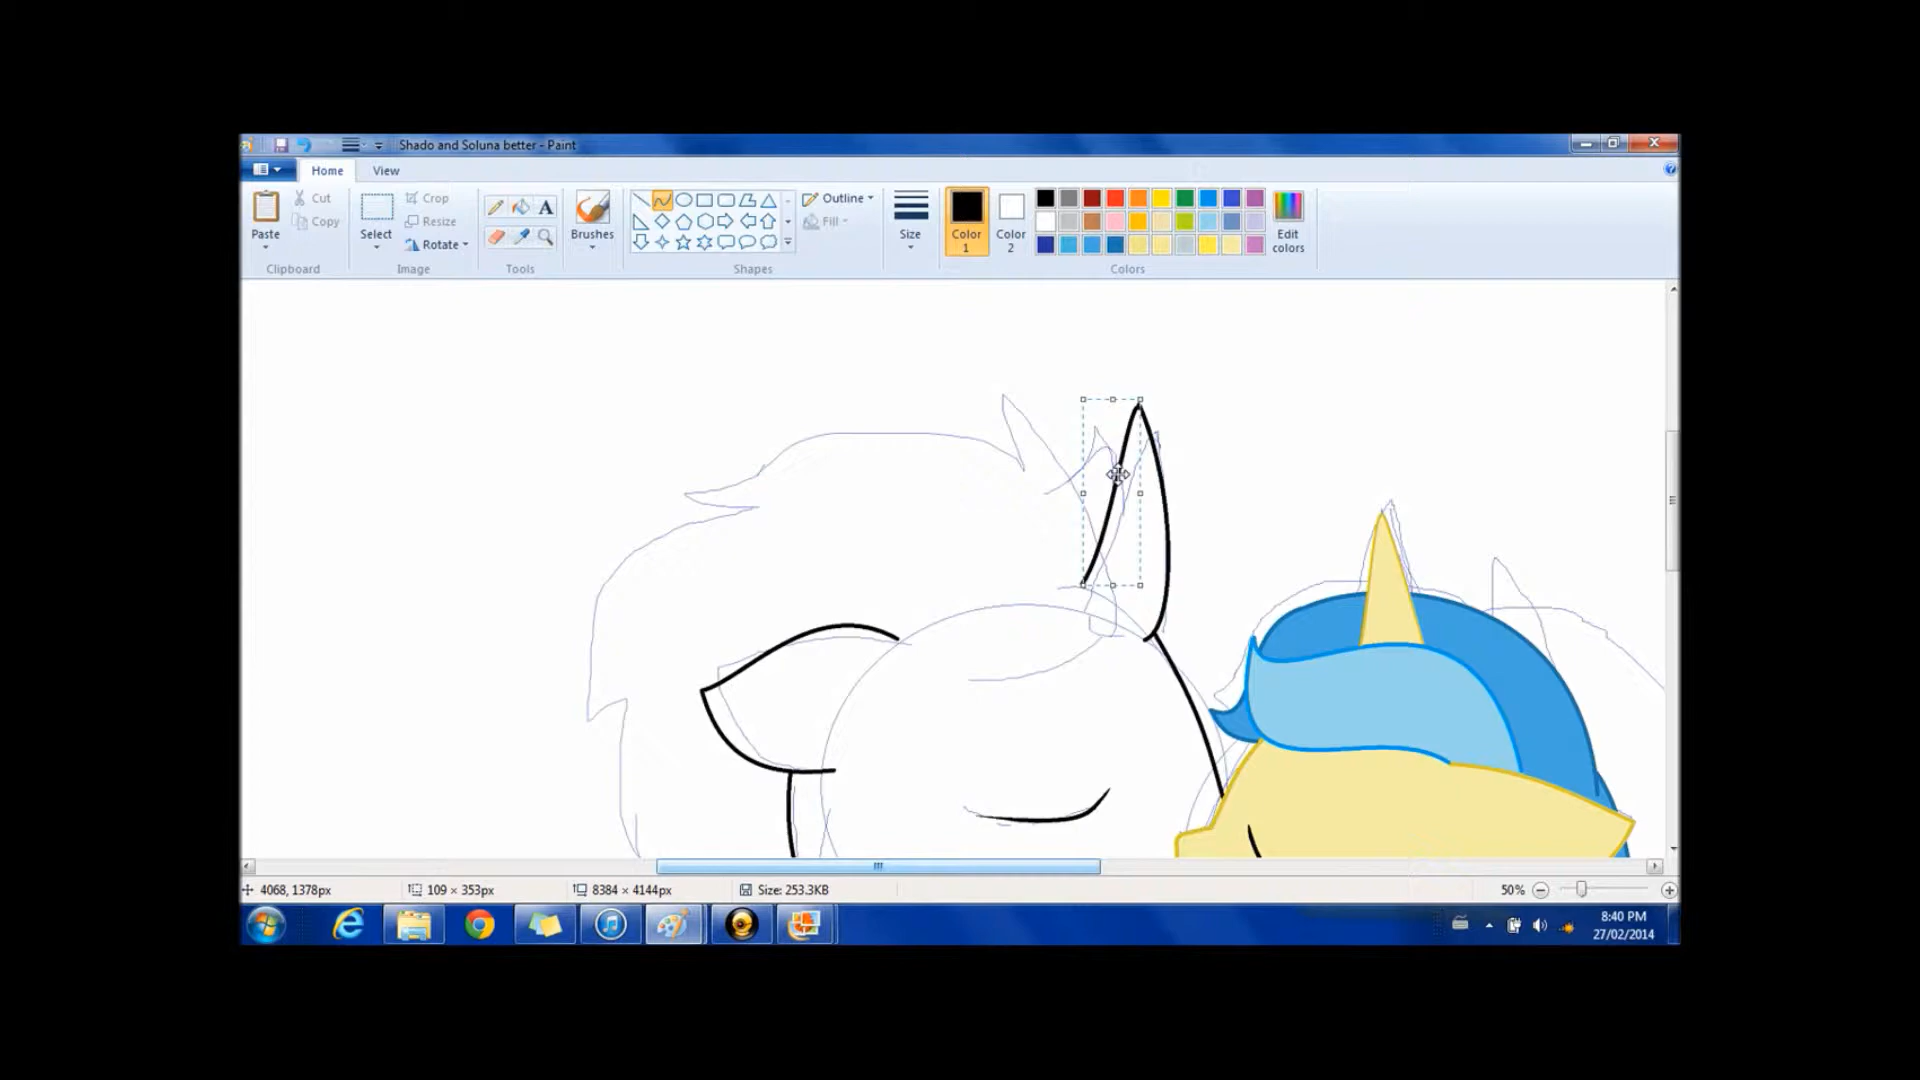 Shado and Soluna better - Paint
Home View
Paste
Cut
Copy
Clipboard
Select
Crop
Resize
Rotate
Image
A
Tools
Brushes
Outline
Fill
Shapes
Size
Color 1
Color 2
Edit colors
Colors
4068, 1378px
109 × 353px
8384 × 4144px
Size: 253.3KB
50%
8:40 PM
27/02/2014